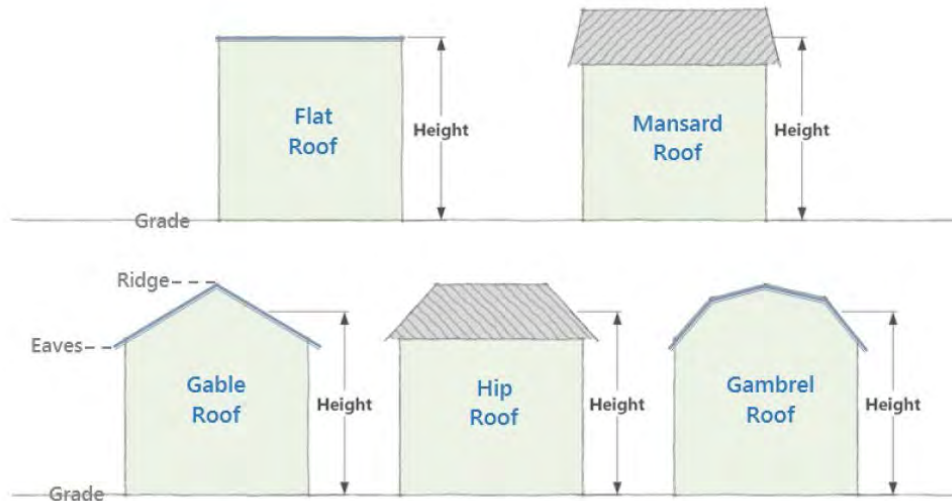 Flat
Roof
Height
Mansard
Roof
Height
Grade
Ridge
Eaves
Gable
Roof
Height
Hip
Roof
Height
Gambrel
Roof
Height
Grade